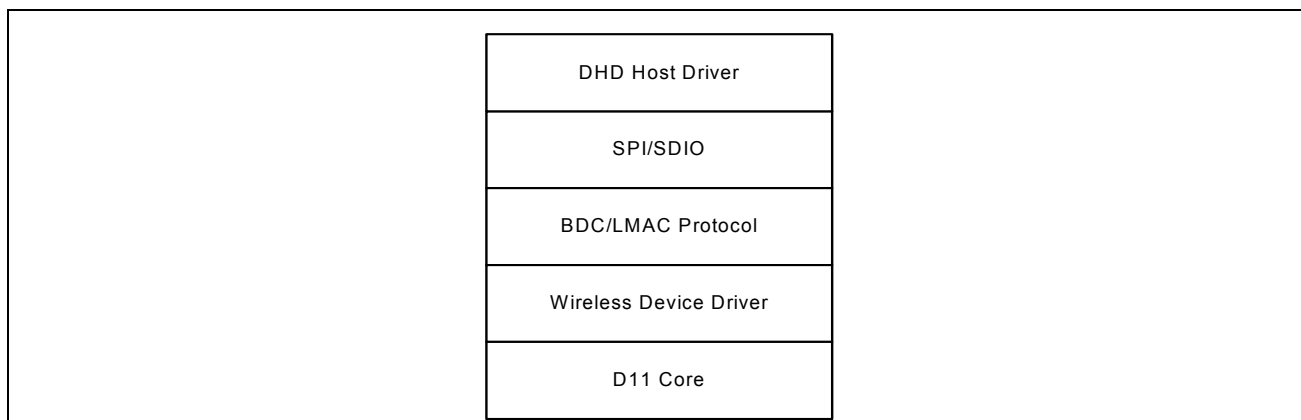 DHD Host Driver
SPI/SDIO
BDC/LMAC Protocol
Wireless Device Driver
D11 Core